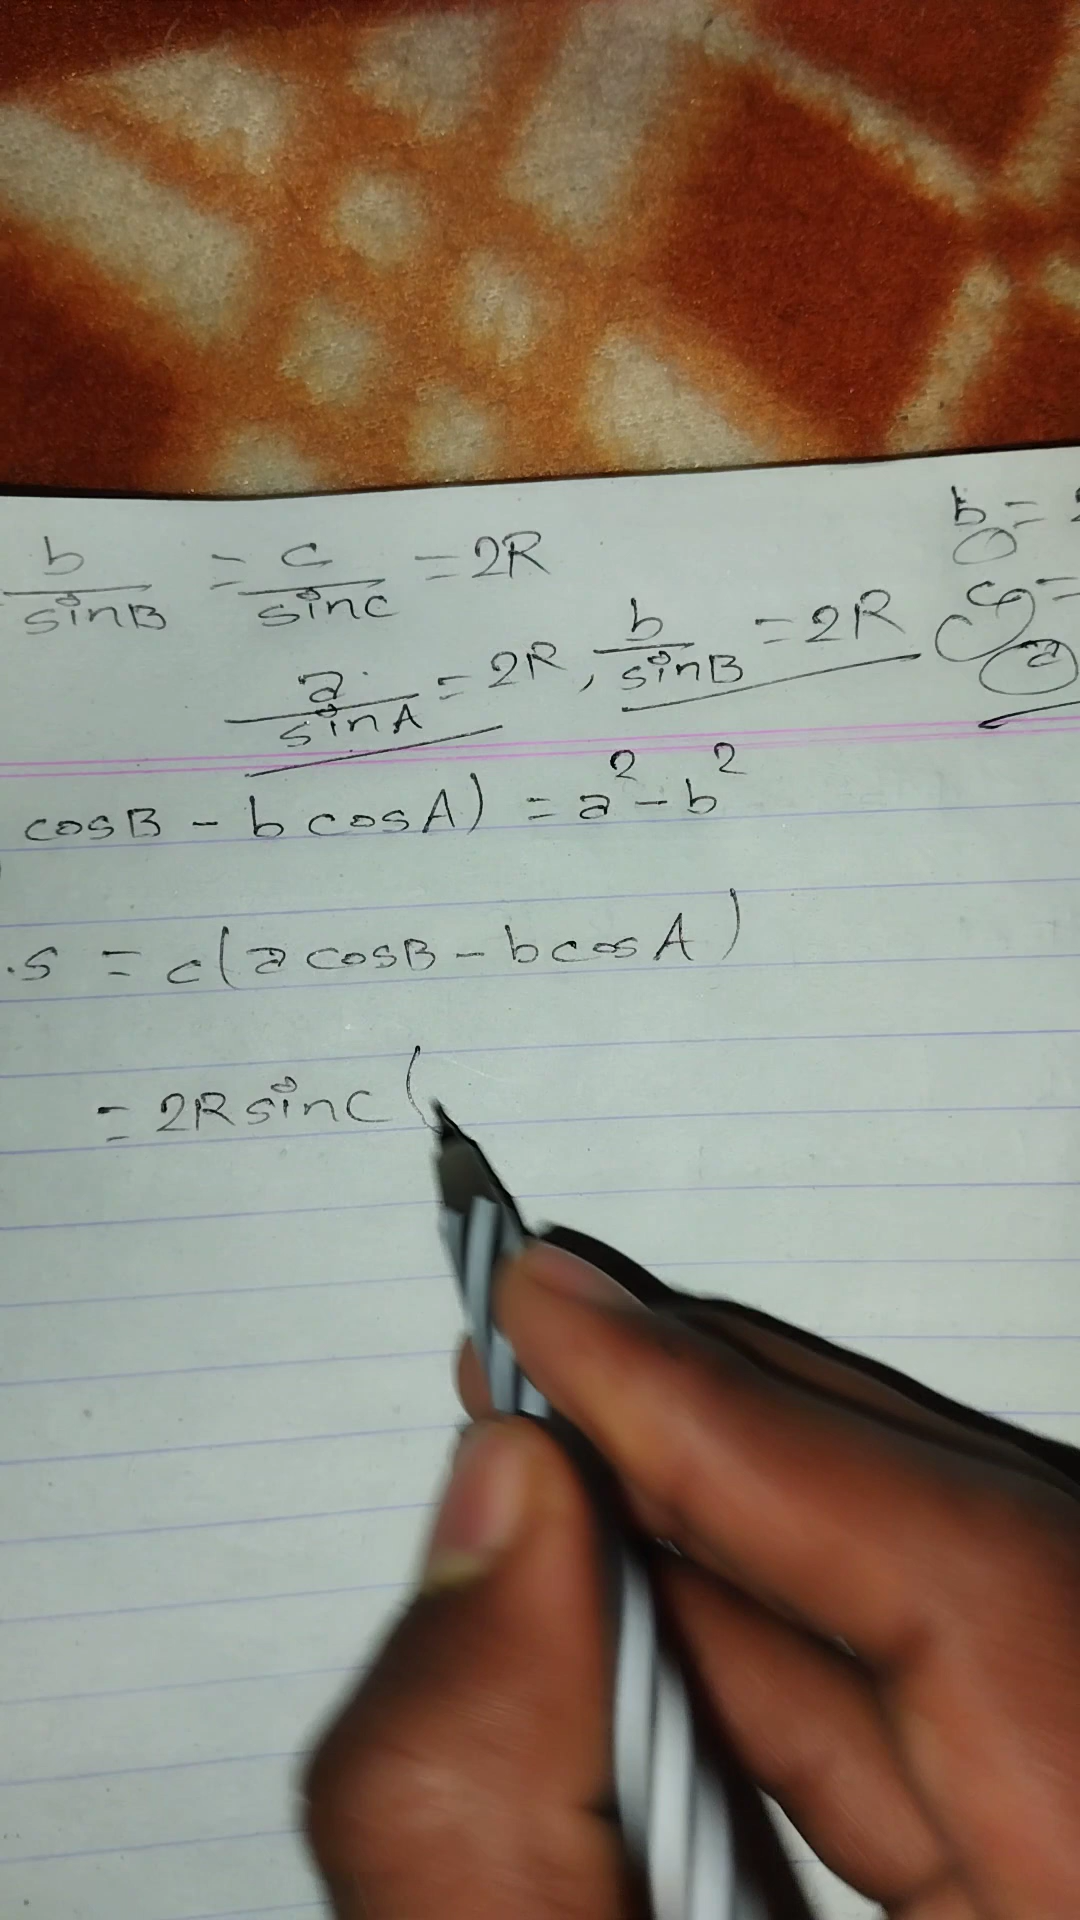 b/sinB = c/sinC = 2R
b =
a/sinA = 2R, b/sinB = 2R
cosB - b cosA) = a² - b²
.S = c(a cosB - b cosA)
= 2R sinC (